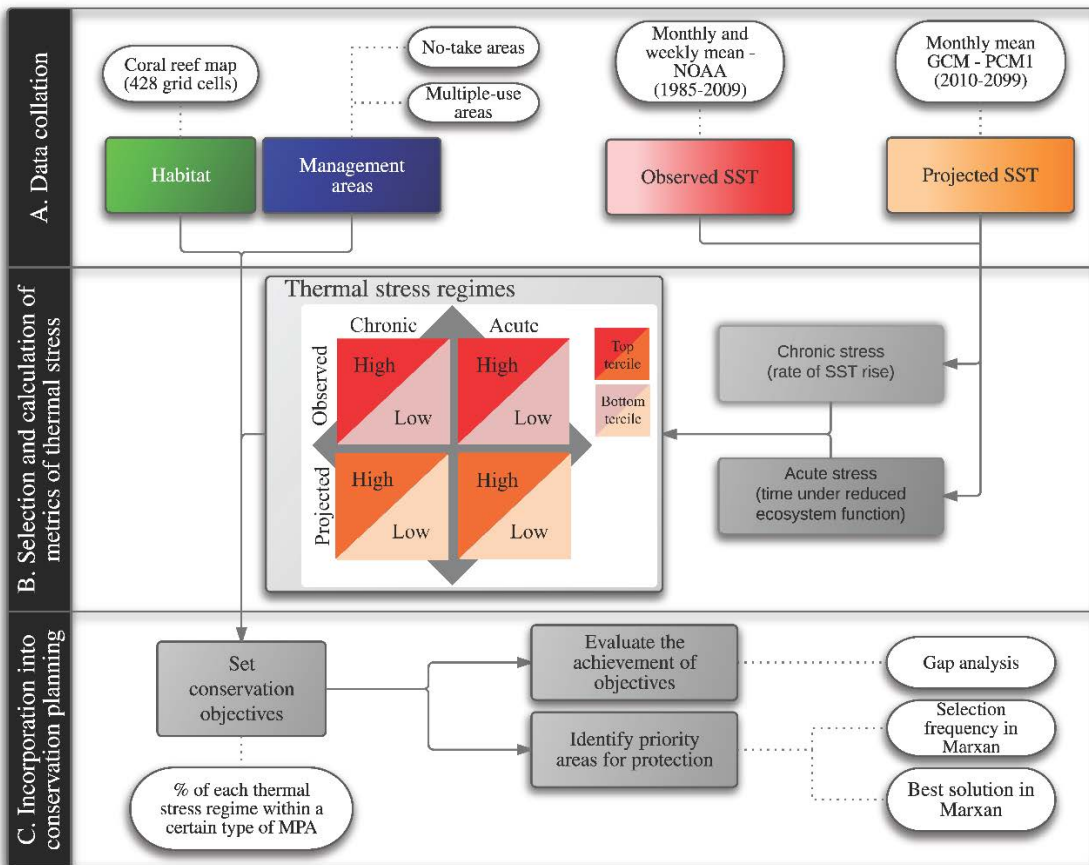 A. Data collation
Coral reef map
(428 grid cells)
No-take areas
Multiple-use
areas
Monthly and
weekly mean -
NOAA
(1985-2009)
Monthly mean
GCM - PCM1
(2010-2099)
Habitat
Management
areas
Observed SST
Projected SST
B. Selection and calculation of
metrics of thermal stress
Thermal stress regimes
Chronic
Acute
Observed
High
Low
High
Low
Projected
High
Low
High
Low
Top
tercile
Bottom
tercile
Chronic stress
(rate of SST rise)
Acute stress
(time under reduced
ecosystem function)
C. Incorporation into
conservation planning
Set
conservation
objectives
% of each thermal
stress regime within a
certain type of MPA
Evaluate the
achievement of
objectives
Identify priority
areas for protection
Gap analysis
Selection
frequency in
Marxan
Best solution in
Marxan